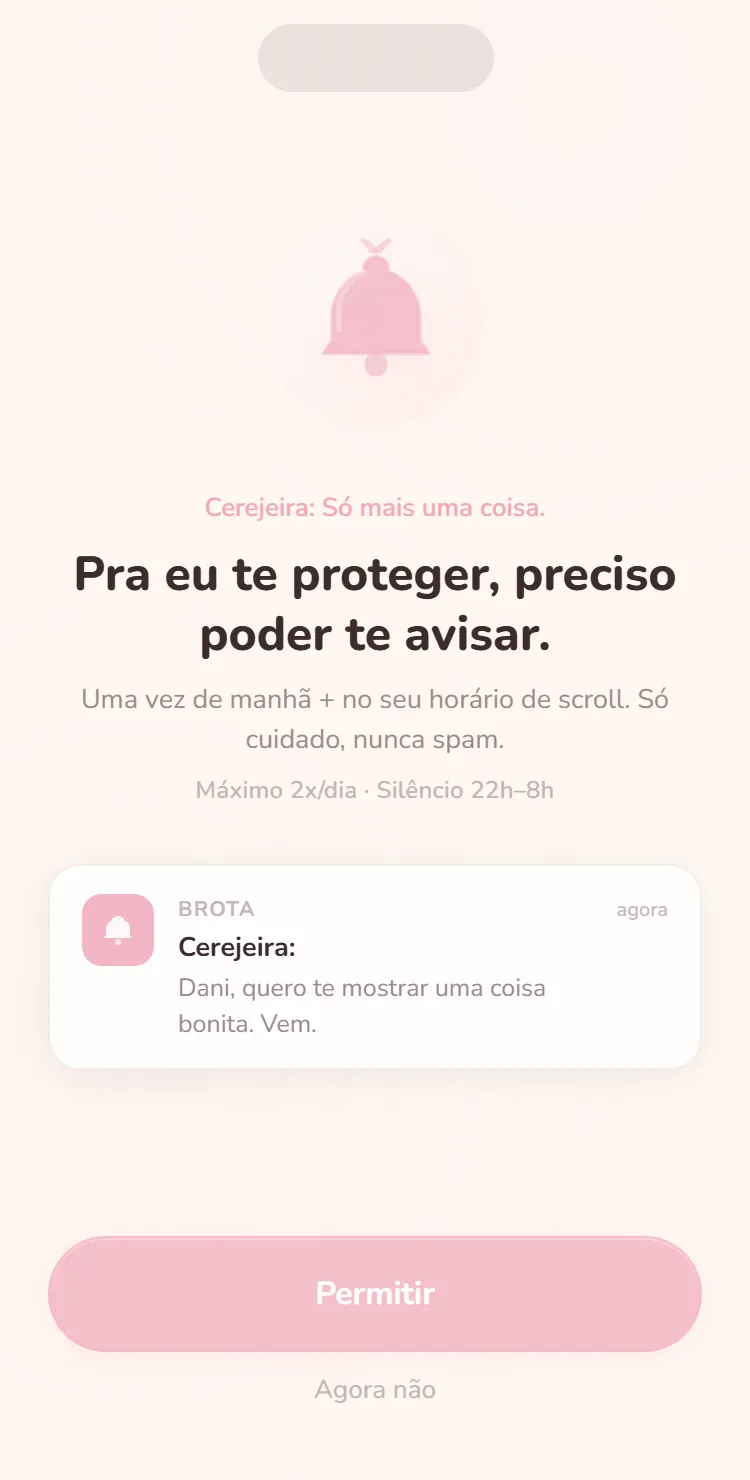 Cerejeira: Só mais uma coisa.
Pra eu te proteger, preciso
poder te avisar.
Uma vez de manhã + no seu horário de scroll. Só
cuidado, nunca spam.
Máximo 2x/dia · Silêncio 22h–8h
BROTA
agora
Cerejeira:
Dani, quero te mostrar uma coisa
bonita. Vem.
Permitir
Agora não